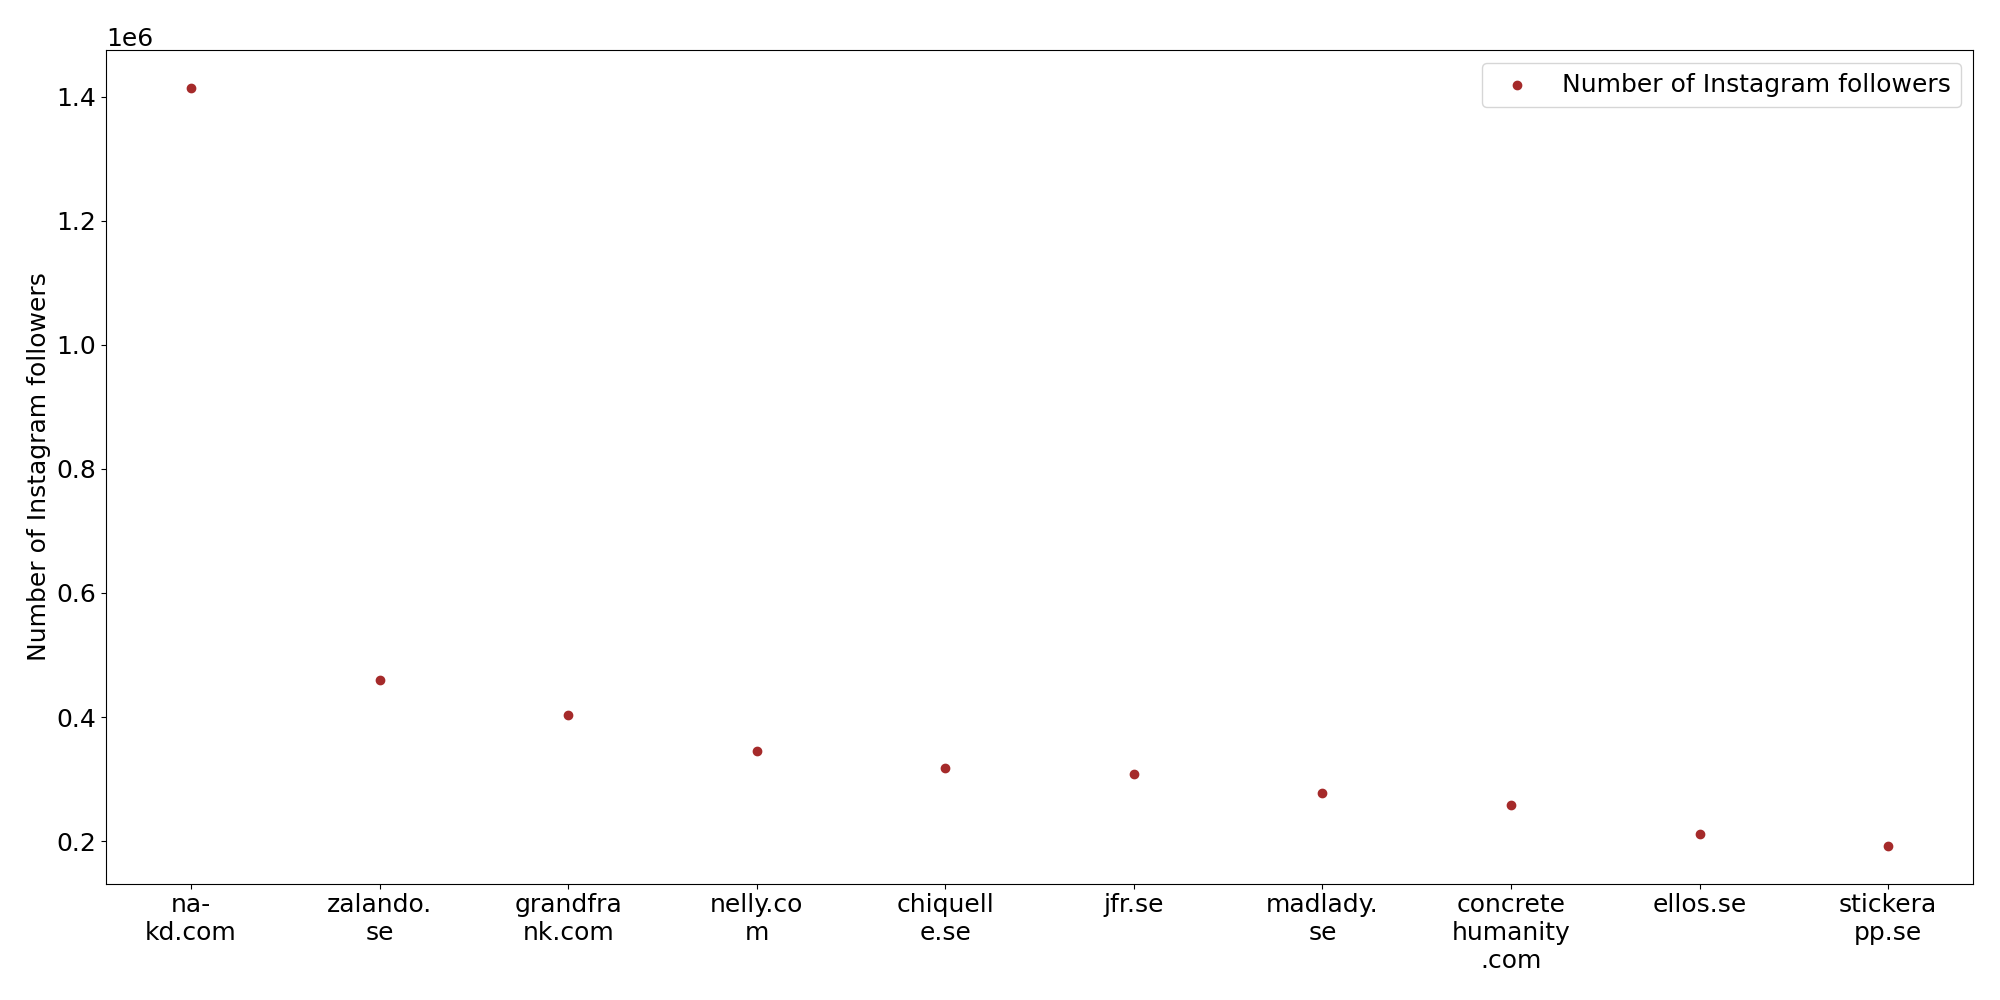 1e6
Number of Instagram followers
1.4
1.2
1.0
0.8
0.6
0.4
0.2
Number of Instagram followers
na-
kd.com
zalando.
se
grandfra
nk.com
nelly.co
m
chiquell
e.se
jfr.se
madlady.
se
concrete
humanity
.com
ellos.se
stickera
pp.se